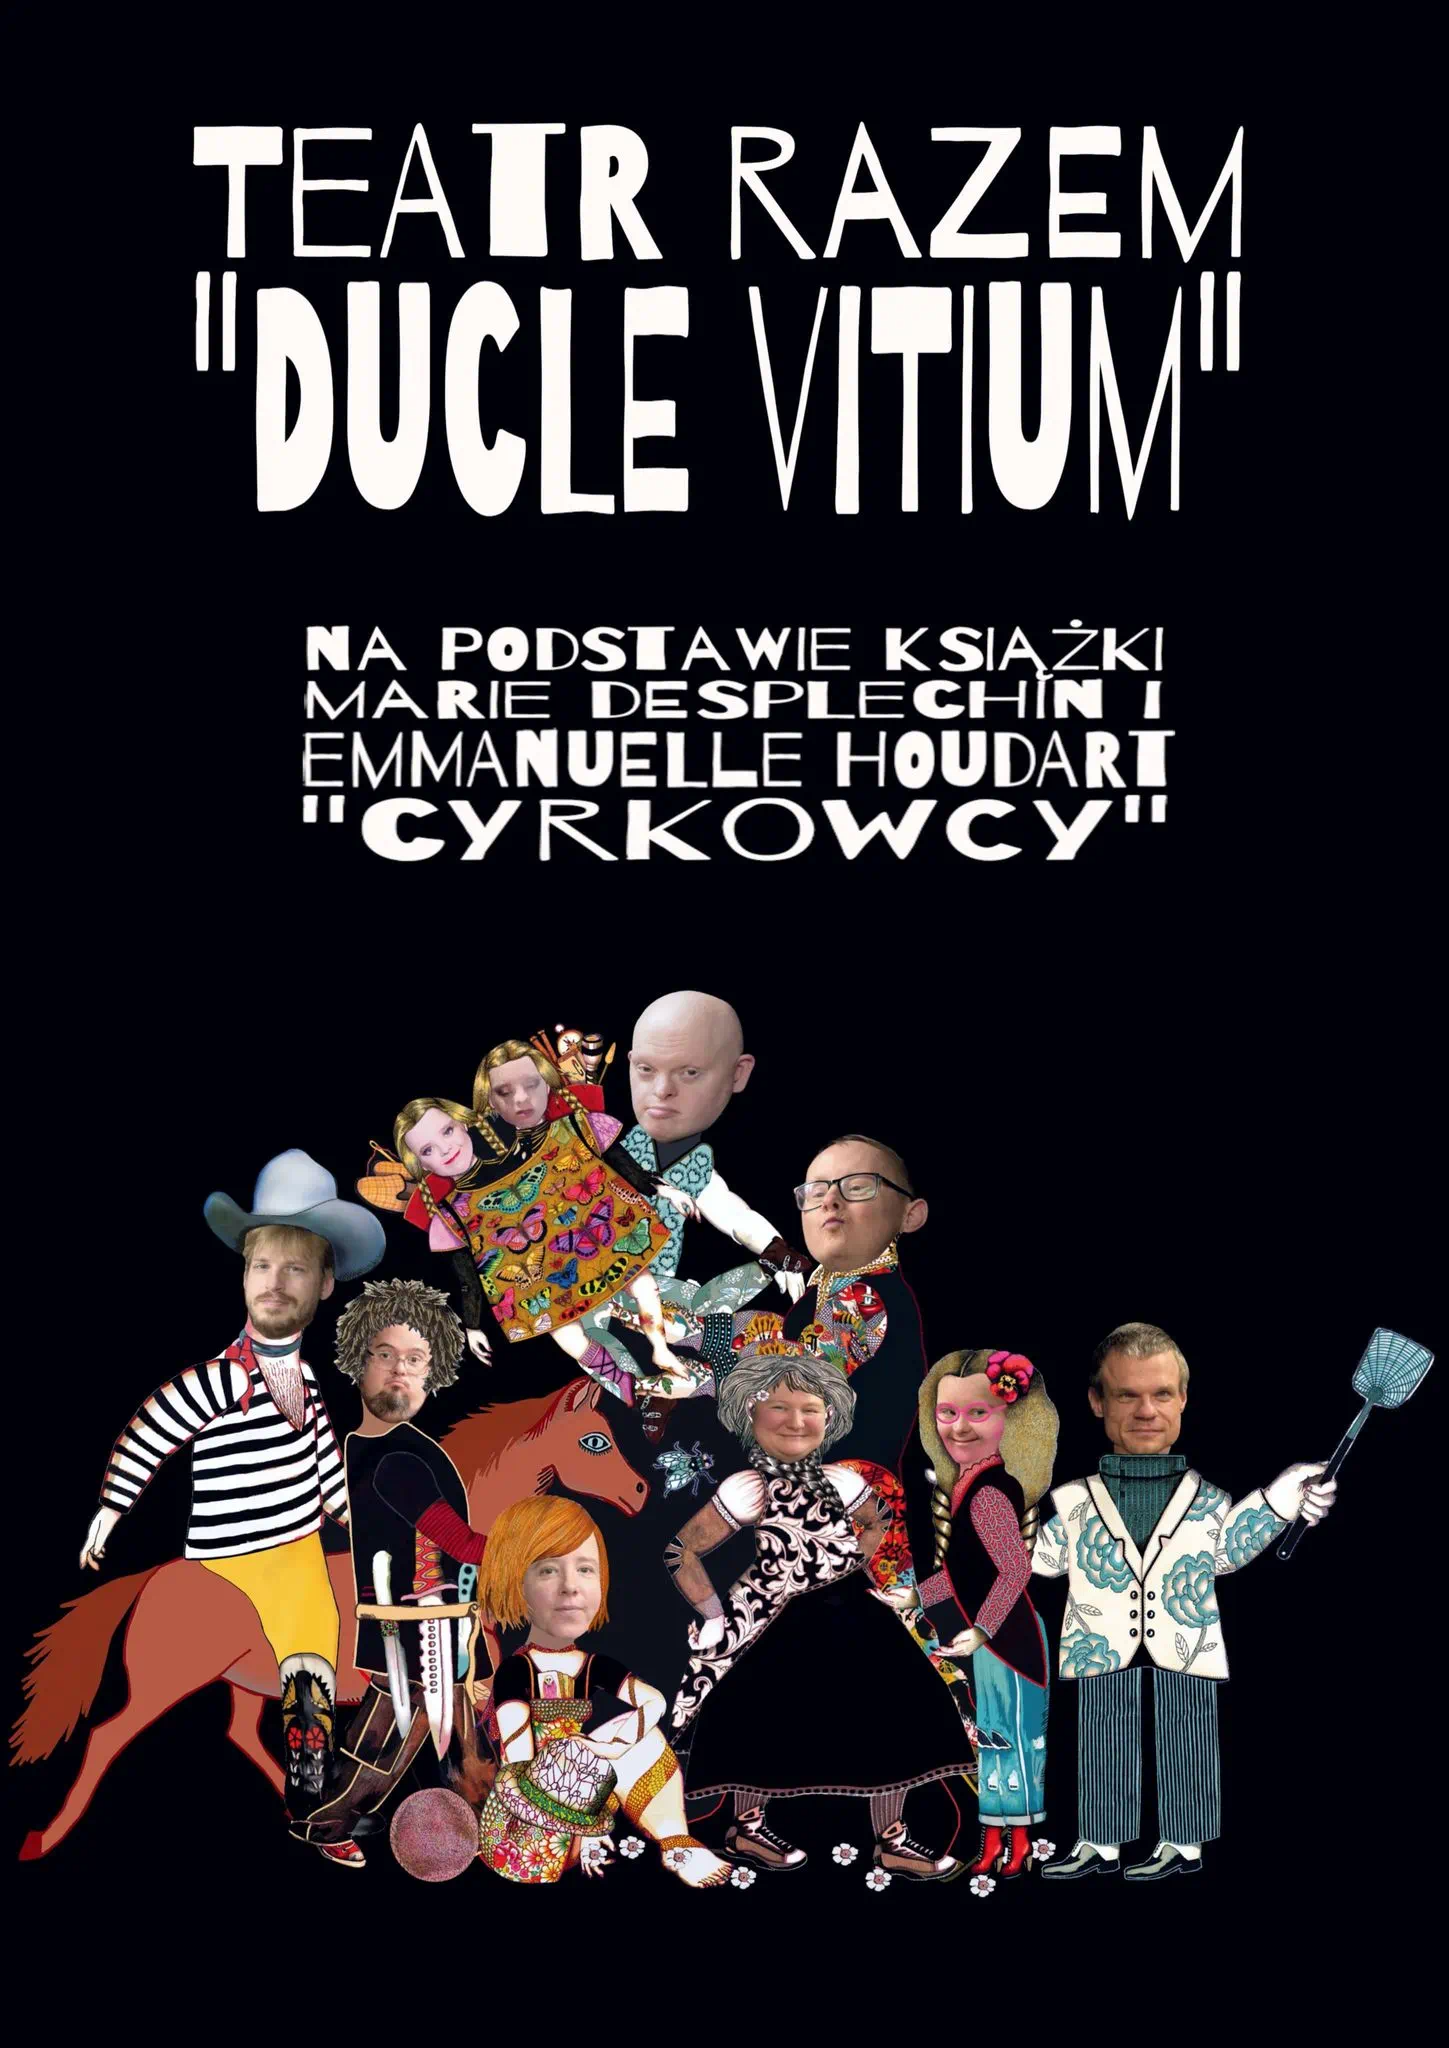 TEATR RAZEM
"DUCLE VITIUM"
NA PODSTAWIE KSIĄŻKI
MARIE DESPLECHIN I
EMMANUELLE HOUDART
"CYRKOWCY"